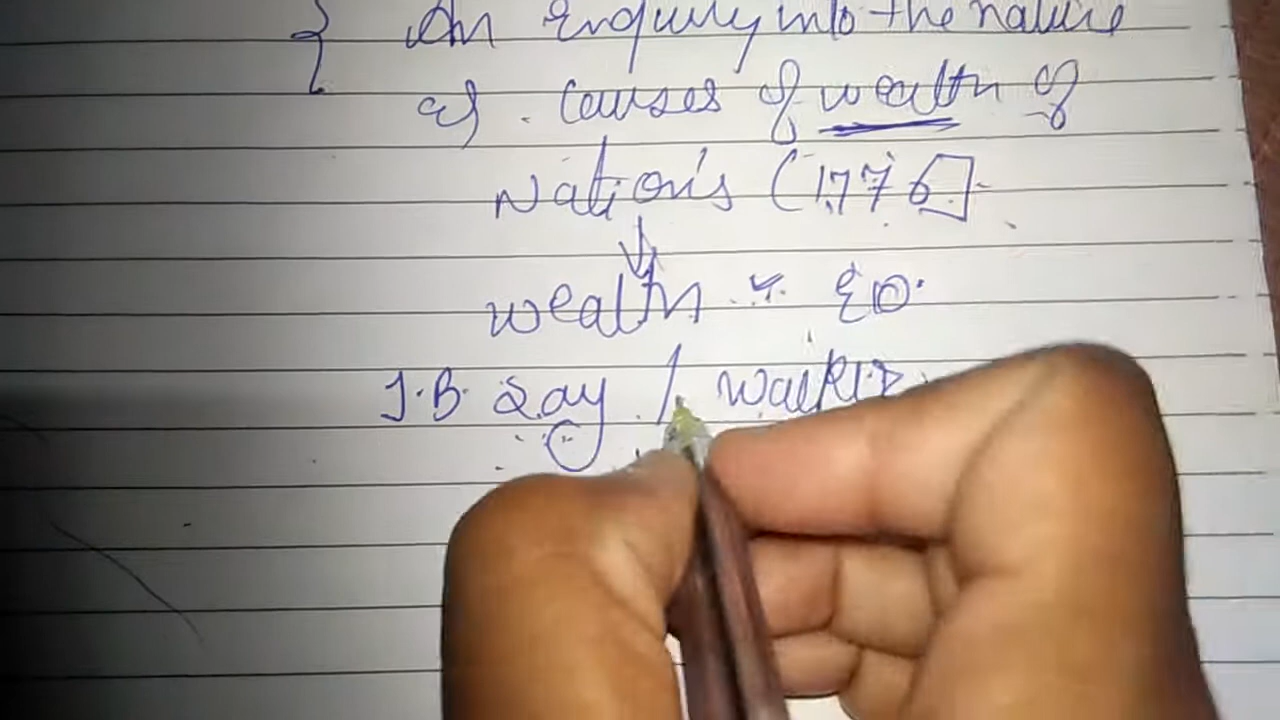 An Enquiry into the nature
of causes of wealth of
Nation's (1776]
wealth
J.B. Say / Walker